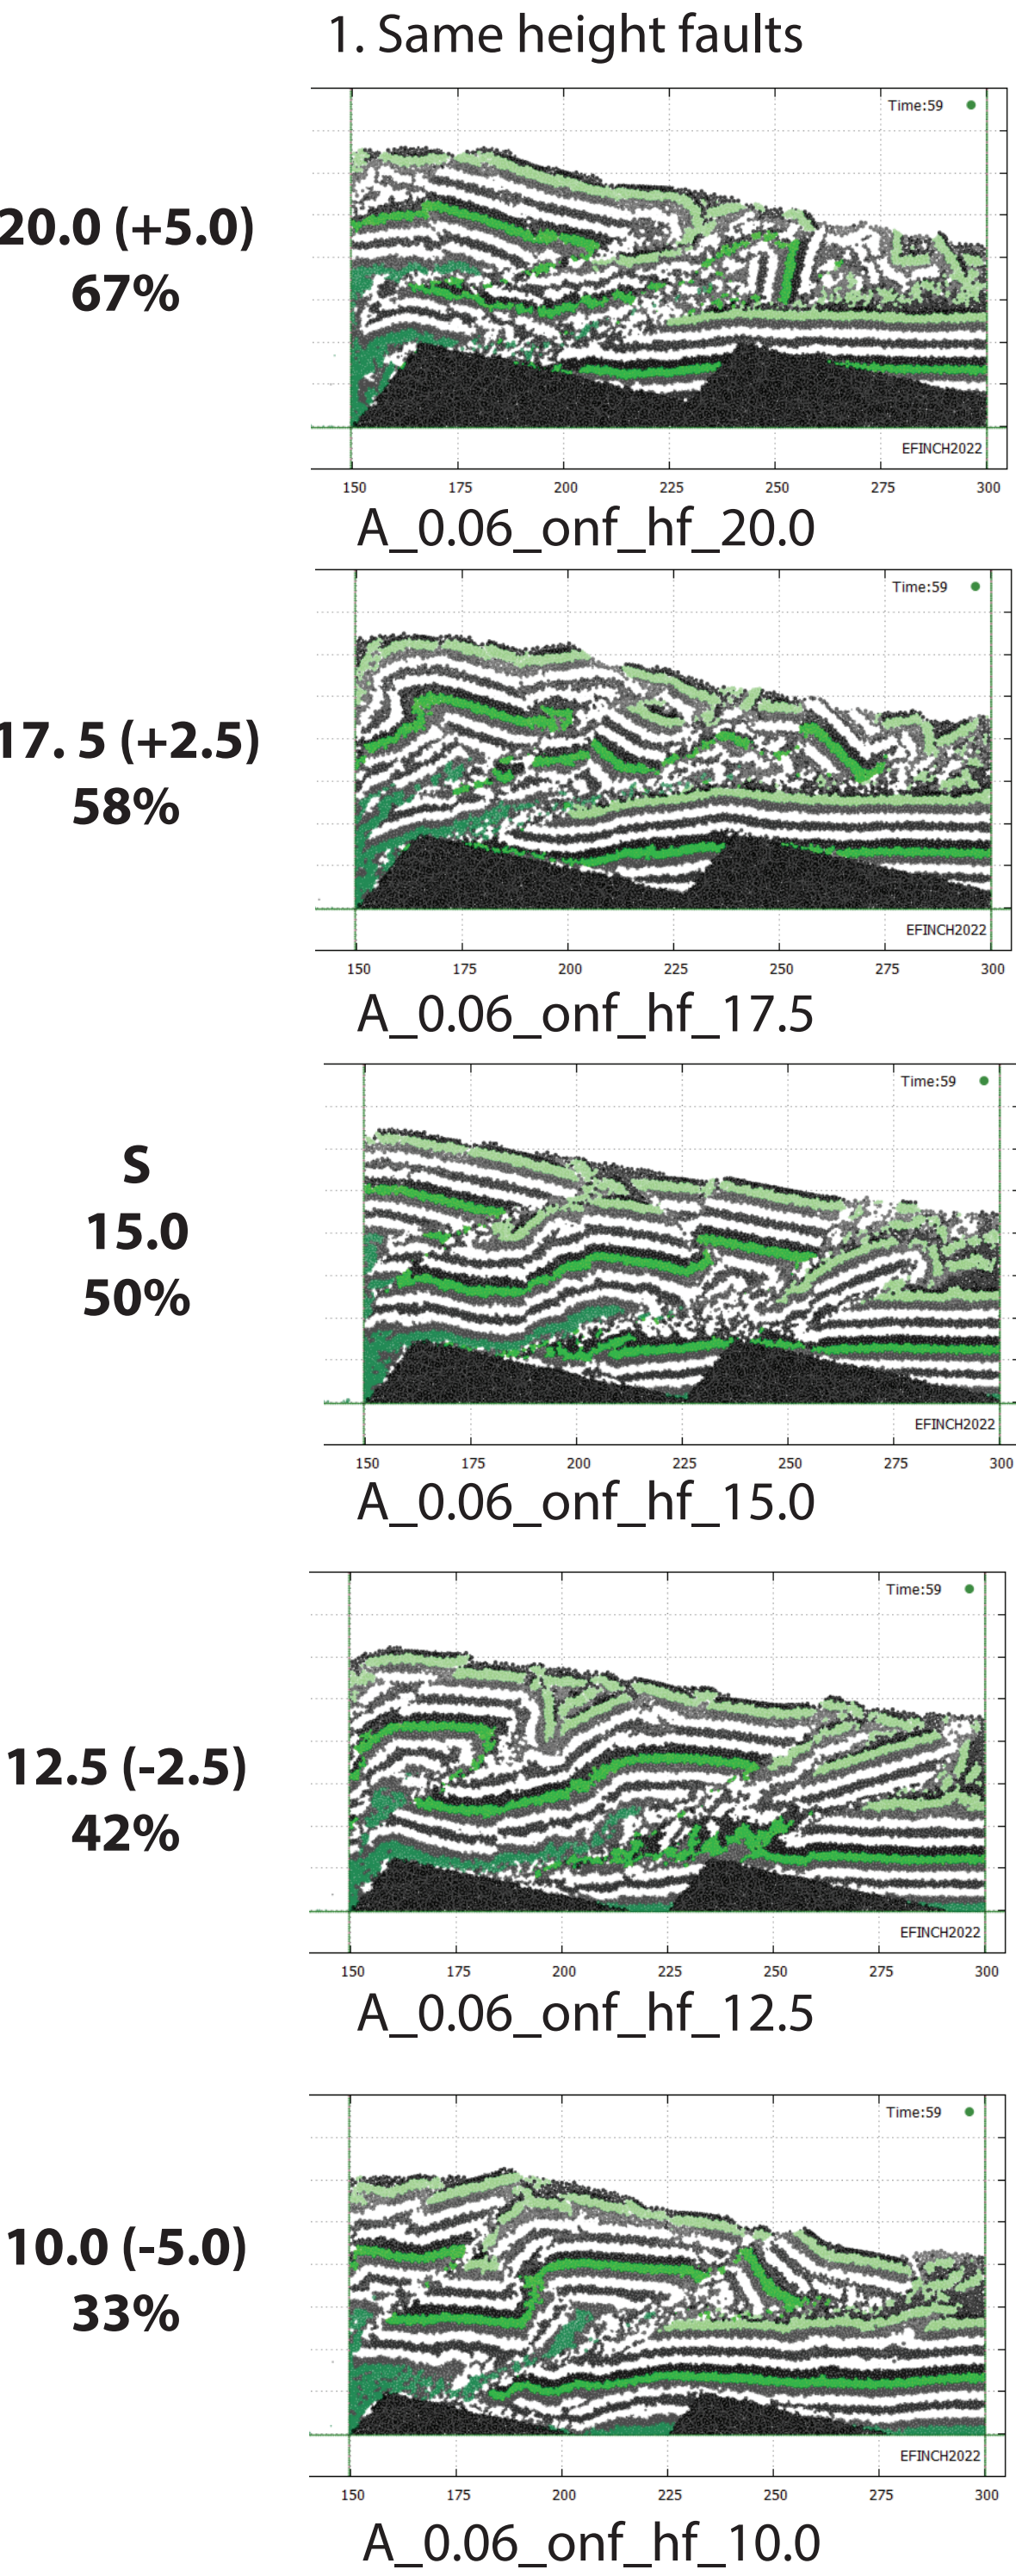 1. Same height faults
Time:59
20.0 (+5.0)
67%
EFINCH2022
150 175 200 225 250 275 300
A_0.06_onf_hf_20.0
Time:59
17. 5 (+2.5)
58%
EFINCH2022
150 175 200 225 250 275 300
A_0.06_onf_hf_17.5
Time:59
S
15.0
50%
EFINCH2022
150 175 200 225 250 275 300
A_0.06_onf_hf_15.0
Time:59
12.5 (-2.5)
42%
EFINCH2022
150 175 200 225 250 275 300
A_0.06_onf_hf_12.5
Time:59
10.0 (-5.0)
33%
EFINCH2022
150 175 200 225 250 275 300
A_0.06_onf_hf_10.0